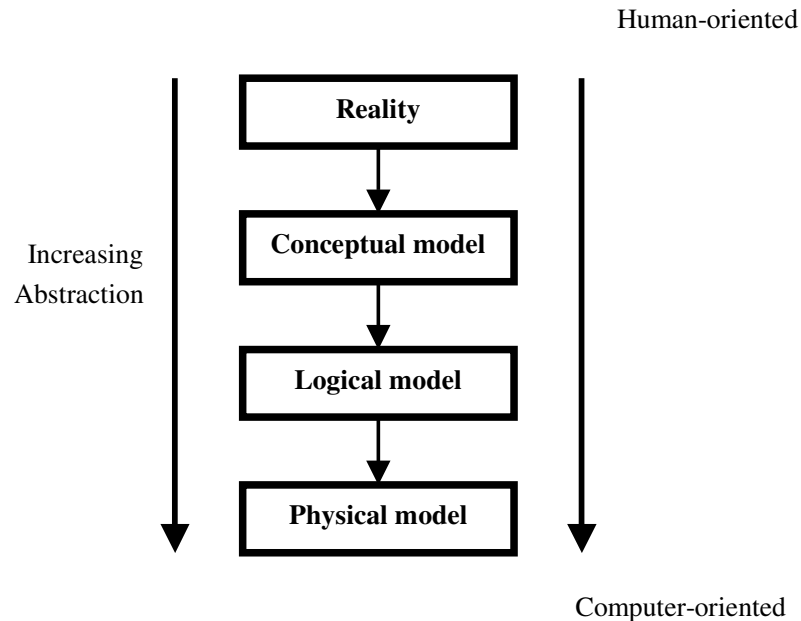 Human-oriented
Reality
Conceptual model
Increasing
Abstraction
Logical model
Physical model
Computer-oriented